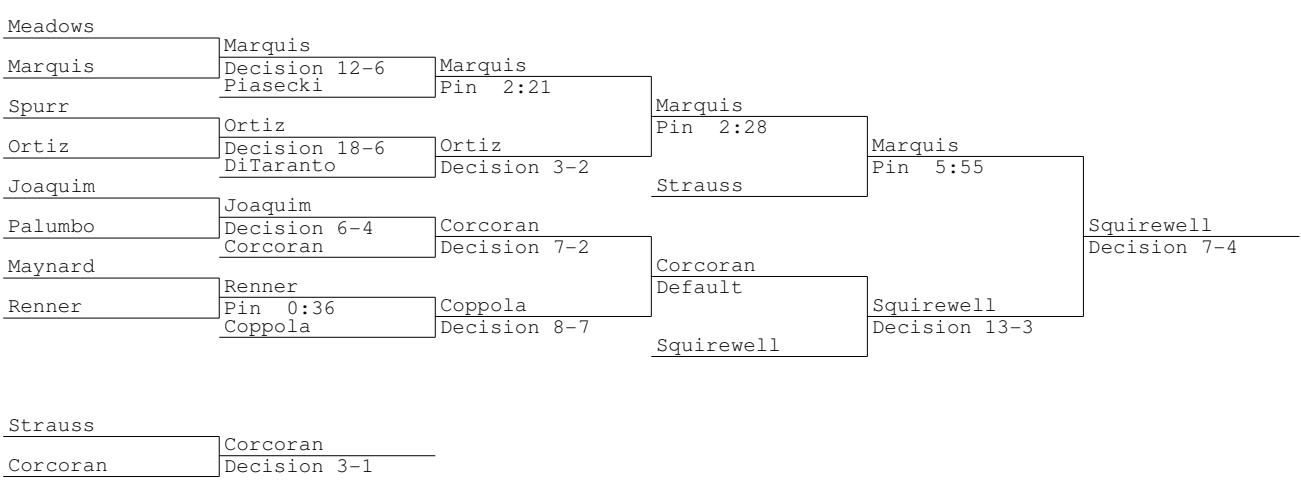 Meadows
Marquis
Marquis
Decision 12-6
Piasecki
Marquis
Pin 2:21
Spurr
Ortiz
Ortiz
Decision 18-6
DiTaranto
Ortiz
Decision 3-2
Marquis
Pin 2:28
Strauss
Marquis
Pin 5:55
Joaquim
Palumbo
Joaquim
Decision 6-4
Corcoran
Corcoran
Decision 7-2
Maynard
Renner
Renner
Pin 0:36
Coppola
Coppola
Decision 8-7
Corcoran
Default
Squirewell
Squirewell
Decision 13-3
Squirewell
Decision 7-4
Strauss
Corcoran
Corcoran
Decision 3-1